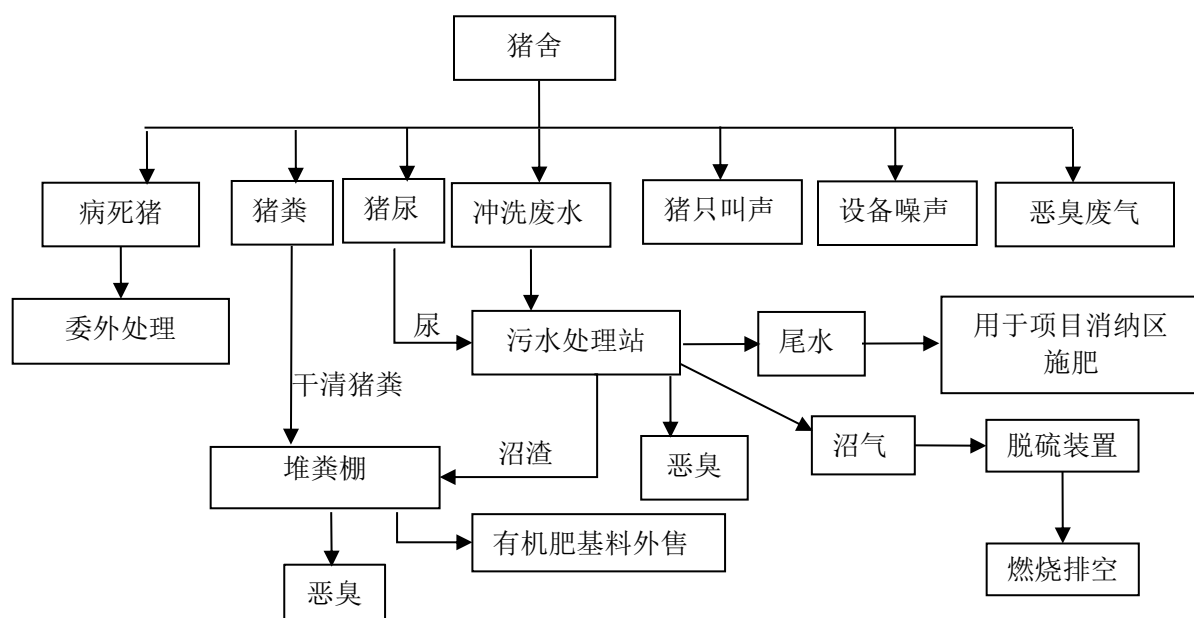 猪舍
病死猪
猪粪
猪尿
冲洗废水
猪只叫声
设备噪声
恶臭废气
委外处理
尿
污水处理站
尾水
用于项目消纳区
施肥
干清猪粪
沼渣
恶臭
沼气
脱硫装置
堆粪棚
有机肥基料外售
燃烧排空
恶臭